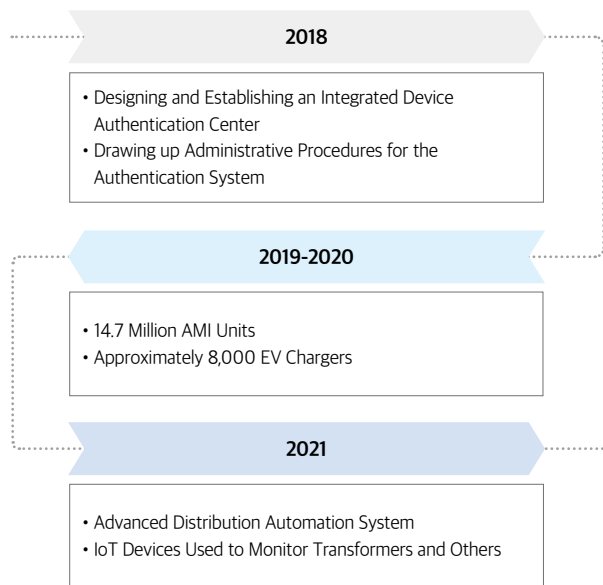 2018
• Designing and Establishing an Integrated Device
Authentication Center
• Drawing up Administrative Procedures for the
Authentication System
2019-2020
• 14.7 Million AMI Units
• Approximately 8,000 EV Chargers
2021
• Advanced Distribution Automation System
• IoT Devices Used to Monitor Transformers and Others